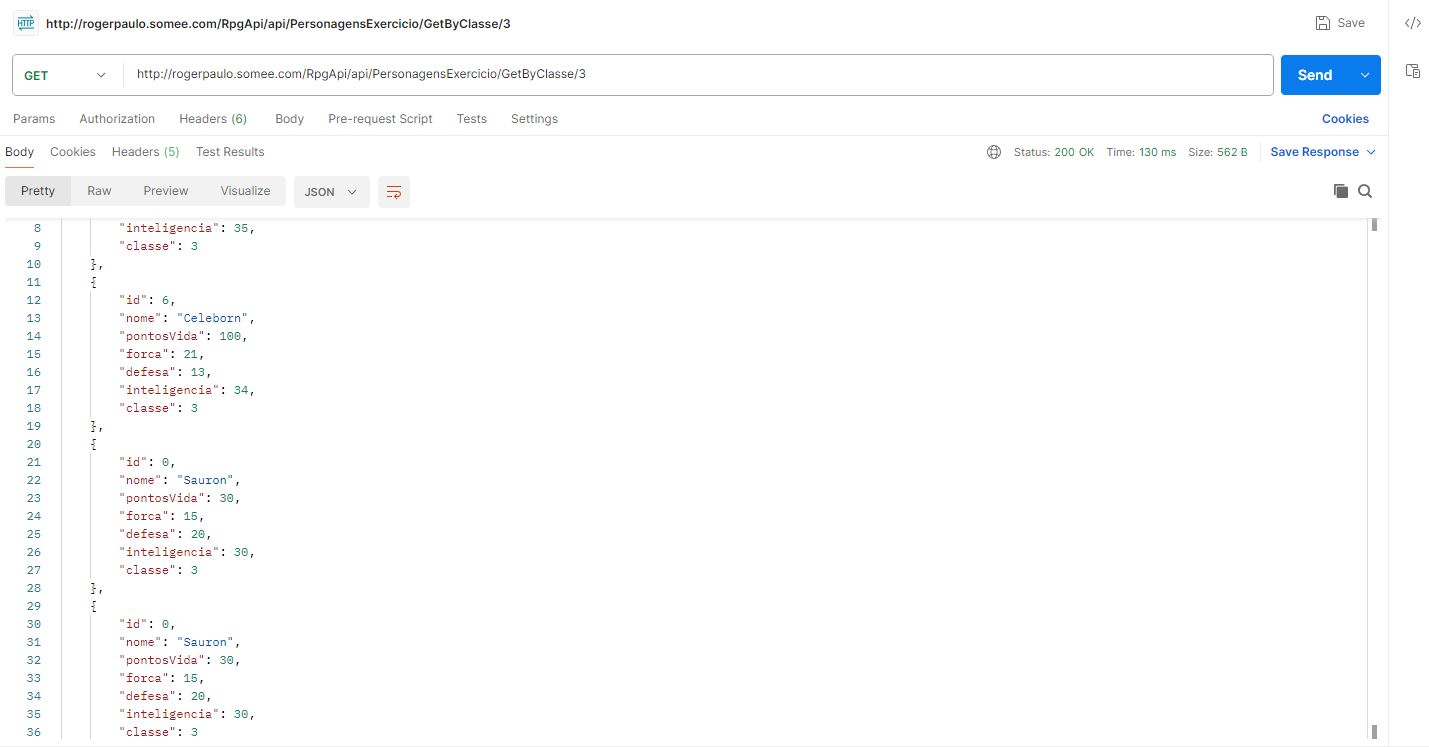 HTTP http://rogerpaulo.somee.com/RpgApi/api/PersonagensExercicio/GetByClasse/3 Save </>
GET http://rogerpaulo.somee.com/RpgApi/api/PersonagensExercicio/GetByClasse/3 Send
Params Authorization Headers (6) Body Pre-request Script Tests Settings Cookies
Body Cookies Headers (5) Test Results Status: 200 OK Time: 130 ms Size: 562 B Save Response
Pretty Raw Preview Visualize JSON
8 "inteligencia": 35,
9 "classe": 3
10 },
11 {
12 "id": 6,
13 "nome": "Celeborn",
14 "pontosVida": 100,
15 "forca": 21,
16 "defesa": 13,
17 "inteligencia": 34,
18 "classe": 3
19 },
20 {
21 "id": 0,
22 "nome": "Sauron",
23 "pontosVida": 30,
24 "forca": 15,
25 "defesa": 20,
26 "inteligencia": 30,
27 "classe": 3
28 },
29 {
30 "id": 0,
31 "nome": "Sauron",
32 "pontosVida": 30,
33 "forca": 15,
34 "defesa": 20,
35 "inteligencia": 30,
36 "classe": 3